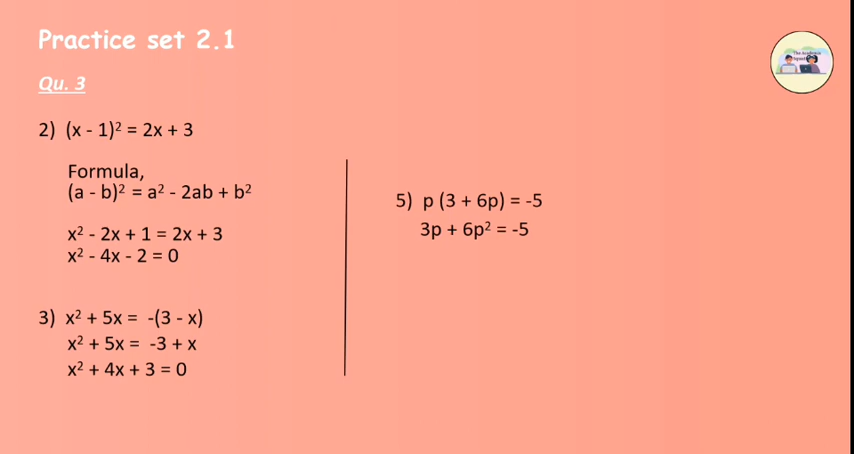 Practice set 2.1
Qu. 3
2) (x - 1)² = 2x + 3
Formula,
(a - b)² = a² - 2ab + b²
x² - 2x + 1 = 2x + 3
x² - 4x - 2 = 0
3) x² + 5x = -(3 - x)
x² + 5x = -3 + x
x² + 4x + 3 = 0
5) p (3 + 6p) = -5
3p + 6p² = -5
The Academic